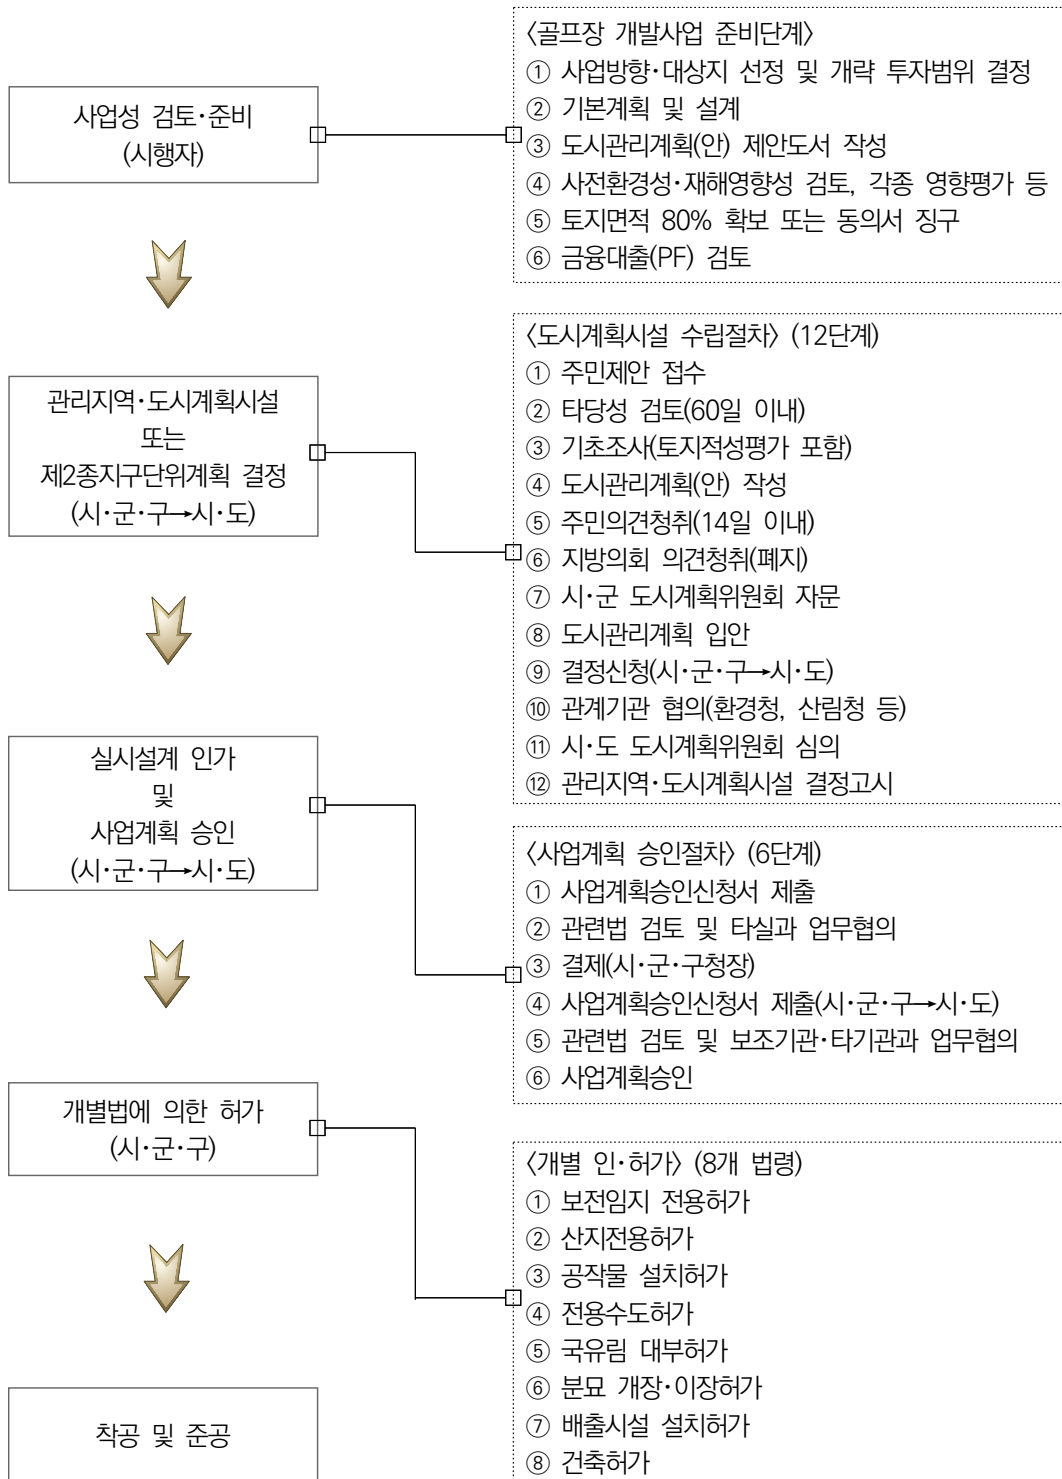 사업성 검토·준비
(시행자)
〈골프장 개발사업 준비단계〉
① 사업방향·대상지 선정 및 개략 투자범위 결정
② 기본계획 및 설계
③ 도시관리계획(안) 제안도서 작성
④ 사전환경성·재해영향성 검토, 각종 영향평가 등
⑤ 토지면적 80% 확보 또는 동의서 징구
⑥ 금융대출(PF) 검토
관리지역·도시계획시설
또는
제2종지구단위계획 결정
(시·군·구→시·도)
〈도시계획시설 수립절차〉 (12단계)
① 주민제안 접수
② 타당성 검토(60일 이내)
③ 기초조사(토지적성평가 포함)
④ 도시관리계획(안) 작성
⑤ 주민의견청취(14일 이내)
⑥ 지방의회 의견청취(폐지)
⑦ 시·군 도시계획위원회 자문
⑧ 도시관리계획 입안
⑨ 결정신청(시·군·구→시·도)
⑩ 관계기관 협의(환경청, 산림청 등)
⑪ 시·도 도시계획위원회 심의
⑫ 관리지역·도시계획시설 결정고시
실시설계 인가
및
사업계획 승인
(시·군·구→시·도)
〈사업계획 승인절차〉 (6단계)
① 사업계획승인신청서 제출
② 관련법 검토 및 타실과 업무협의
③ 결제(시·군·구청장)
④ 사업계획승인신청서 제출(시·군·구→시·도)
⑤ 관련법 검토 및 보조기관·타기관과 업무협의
⑥ 사업계획승인
개별법에 의한 허가
(시·군·구)
〈개별 인·허가〉 (8개 법령)
① 보전임지 전용허가
② 산지전용허가
③ 공작물 설치허가
④ 전용수도허가
⑤ 국유림 대부허가
⑥ 분묘 개장·이장허가
⑦ 배출시설 설치허가
⑧ 건축허가
착공 및 준공